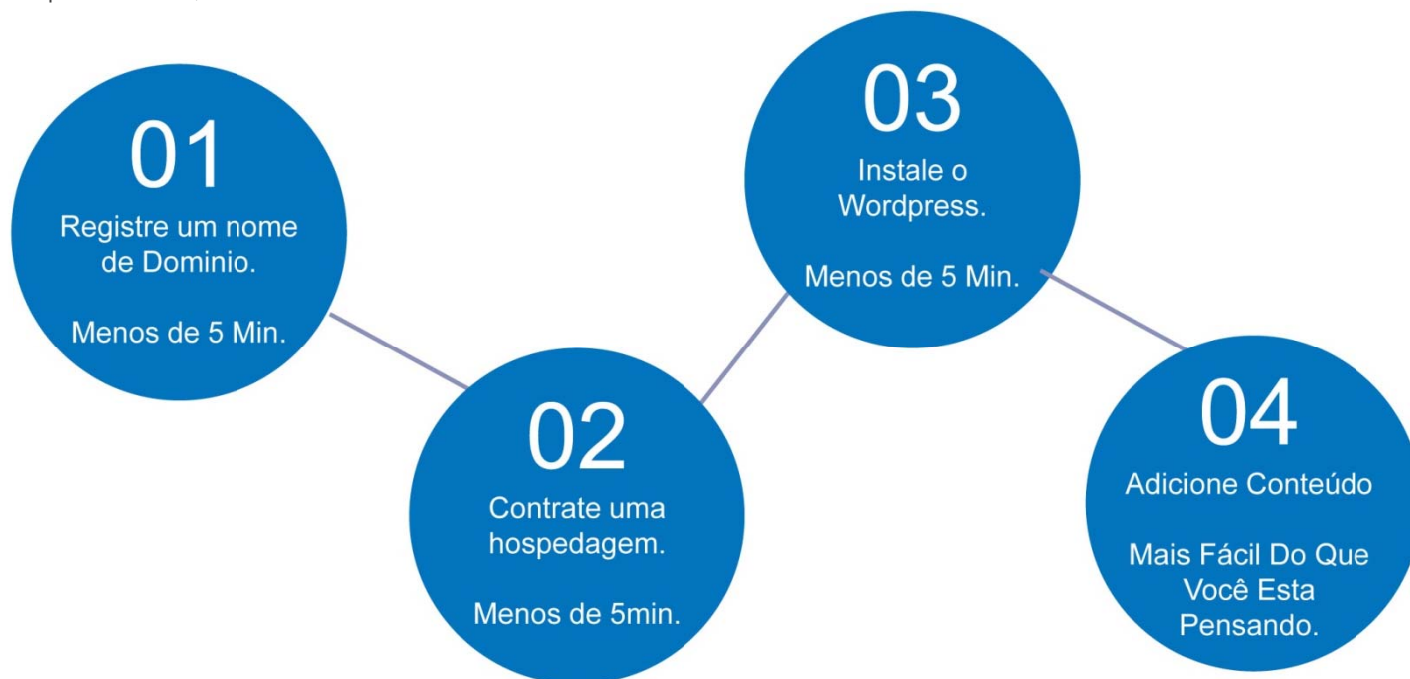 01
Registre um nome
de Dominio.
Menos de 5 Min.
02
Contrate uma
hospedagem.
Menos de 5min.
03
Instale o
Wordpress.
Menos de 5 Min.
04
Adicione Conteúdo
Mais Fácil Do Que
Você Esta
Pensando.